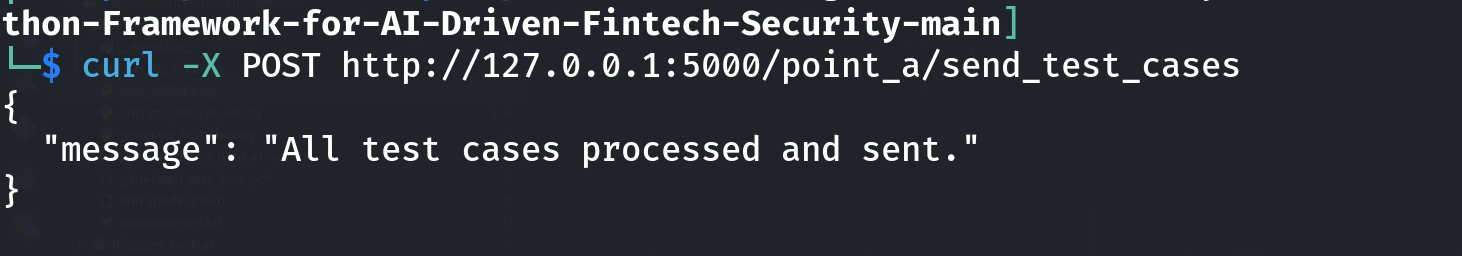 thon-Framework-for-AI-Driven-Fintech-Security-main]
└─$ curl -X POST http://127.0.0.1:5000/point_a/send_test_cases
{
  "message": "All test cases processed and sent."
}